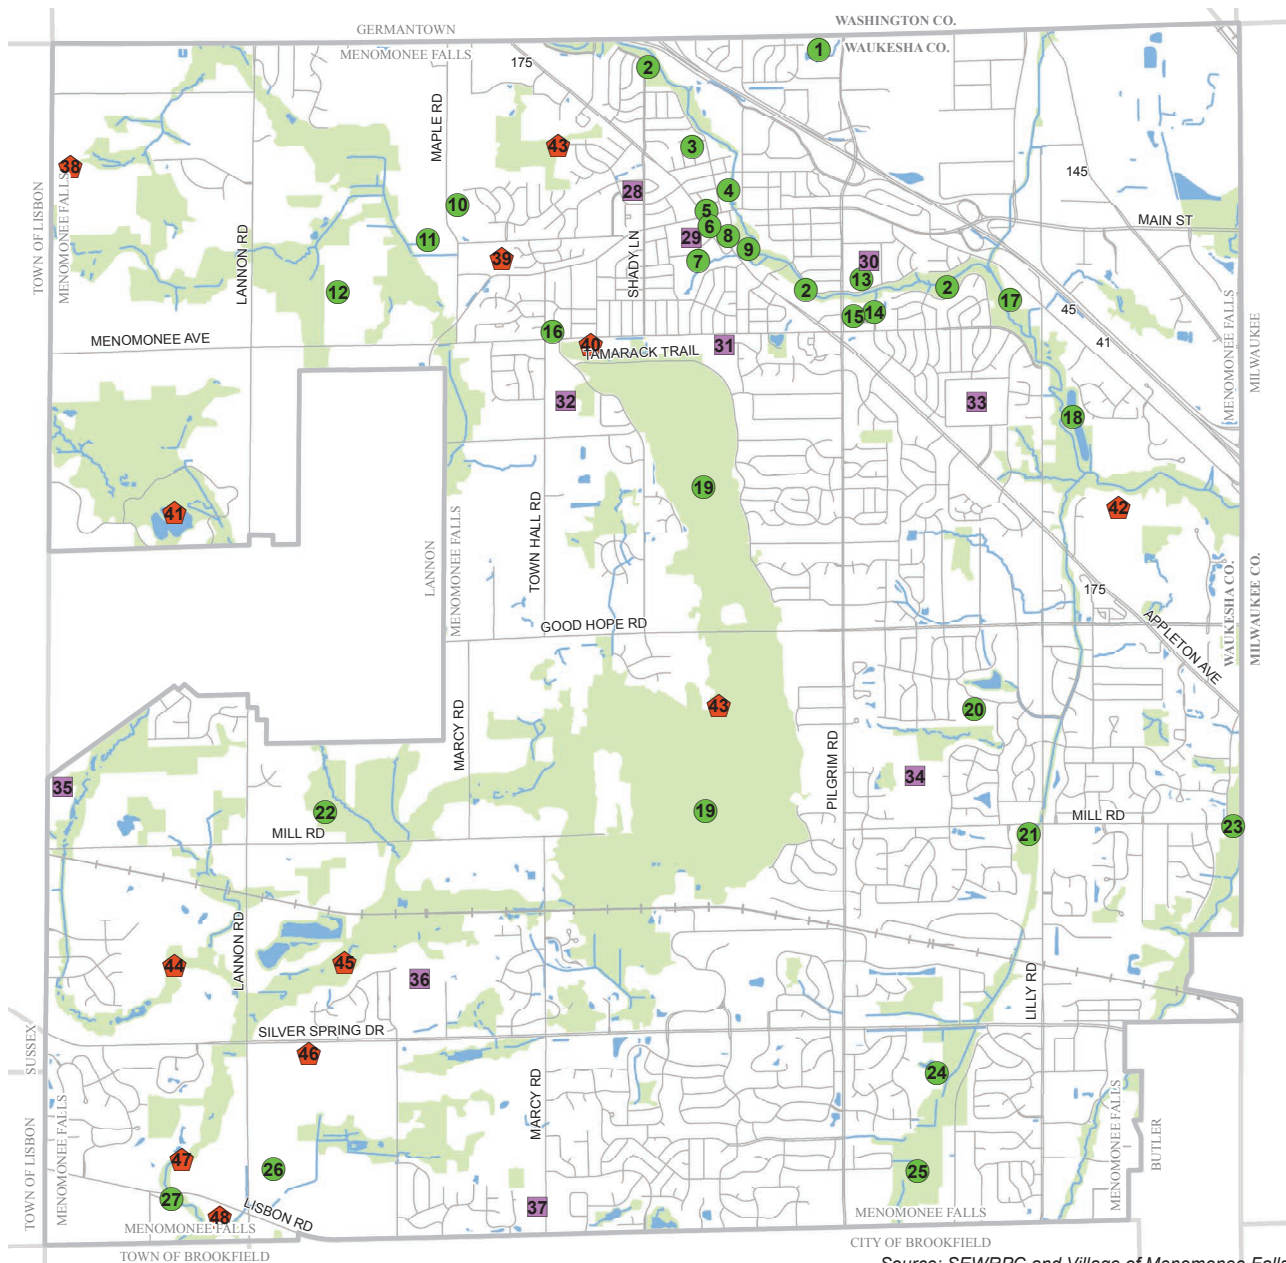 WASHINGTON CO.
GERMANTOWN
WAUKESHA CO.
MENOMONEE FALLS
1
175
2
MAPLE RD
3
43
38
145
TOWN OF LISBON
MENOMONEE FALLS
28
4
10
5
MAIN ST
6
29
8
11
LANNON RD
39
SHADY LN
9
7
30
13
12
2
2
17
45
14
15
16
MENOMONEE AVE
40
31
TAMARACK TRAIL
41
MENOMONEE FALLS
MILWAUKEE
32
33
18
19
41
TOWN HALL RD
42
LANNON
MENOMONEE FALLS
175
WAUKESHA CO.
MILWAUKEE CO.
GOOD HOPE RD
APPLETON AVE
43
20
MARCY RD
PILGRIM RD
34
35
22
19
MILL RD
MILL RD
21
23
LANNON RD
44
45
36
LILLY RD
SILVER SPRING DR
SUSSEX
46
24
MARCY RD
TOWN OF LISBON
MENOMONEE FALLS
MENOMONEE FALLS
BUTLER
47
26
25
27
48
LISBON RD
37
MENOMONEE FALLS
MENOMONEE FALLS
TOWN OF BROOKFIELD
CITY OF BROOKFIELD
Source: SEWRPC and Village of Menomonee Falls